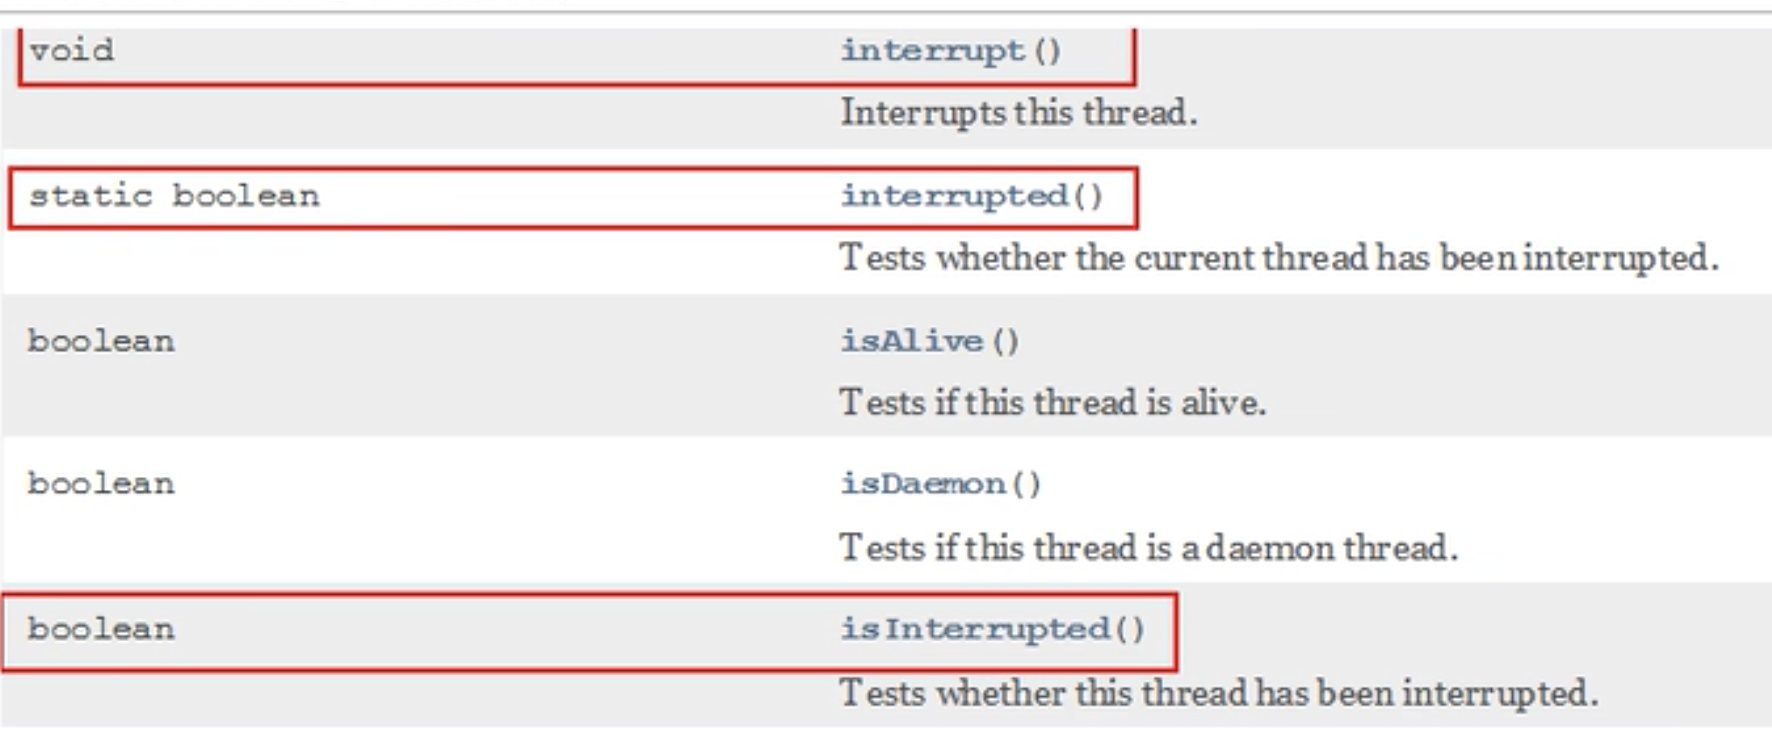 void interrupt()
Interrupts this thread.
static boolean interrupted()
Tests whether the current thread has been interrupted.
boolean isAlive()
Tests if this thread is alive.
boolean isDaemon()
Tests if this thread is a daemon thread.
boolean isInterrupted()
Tests whether this thread has been interrupted.